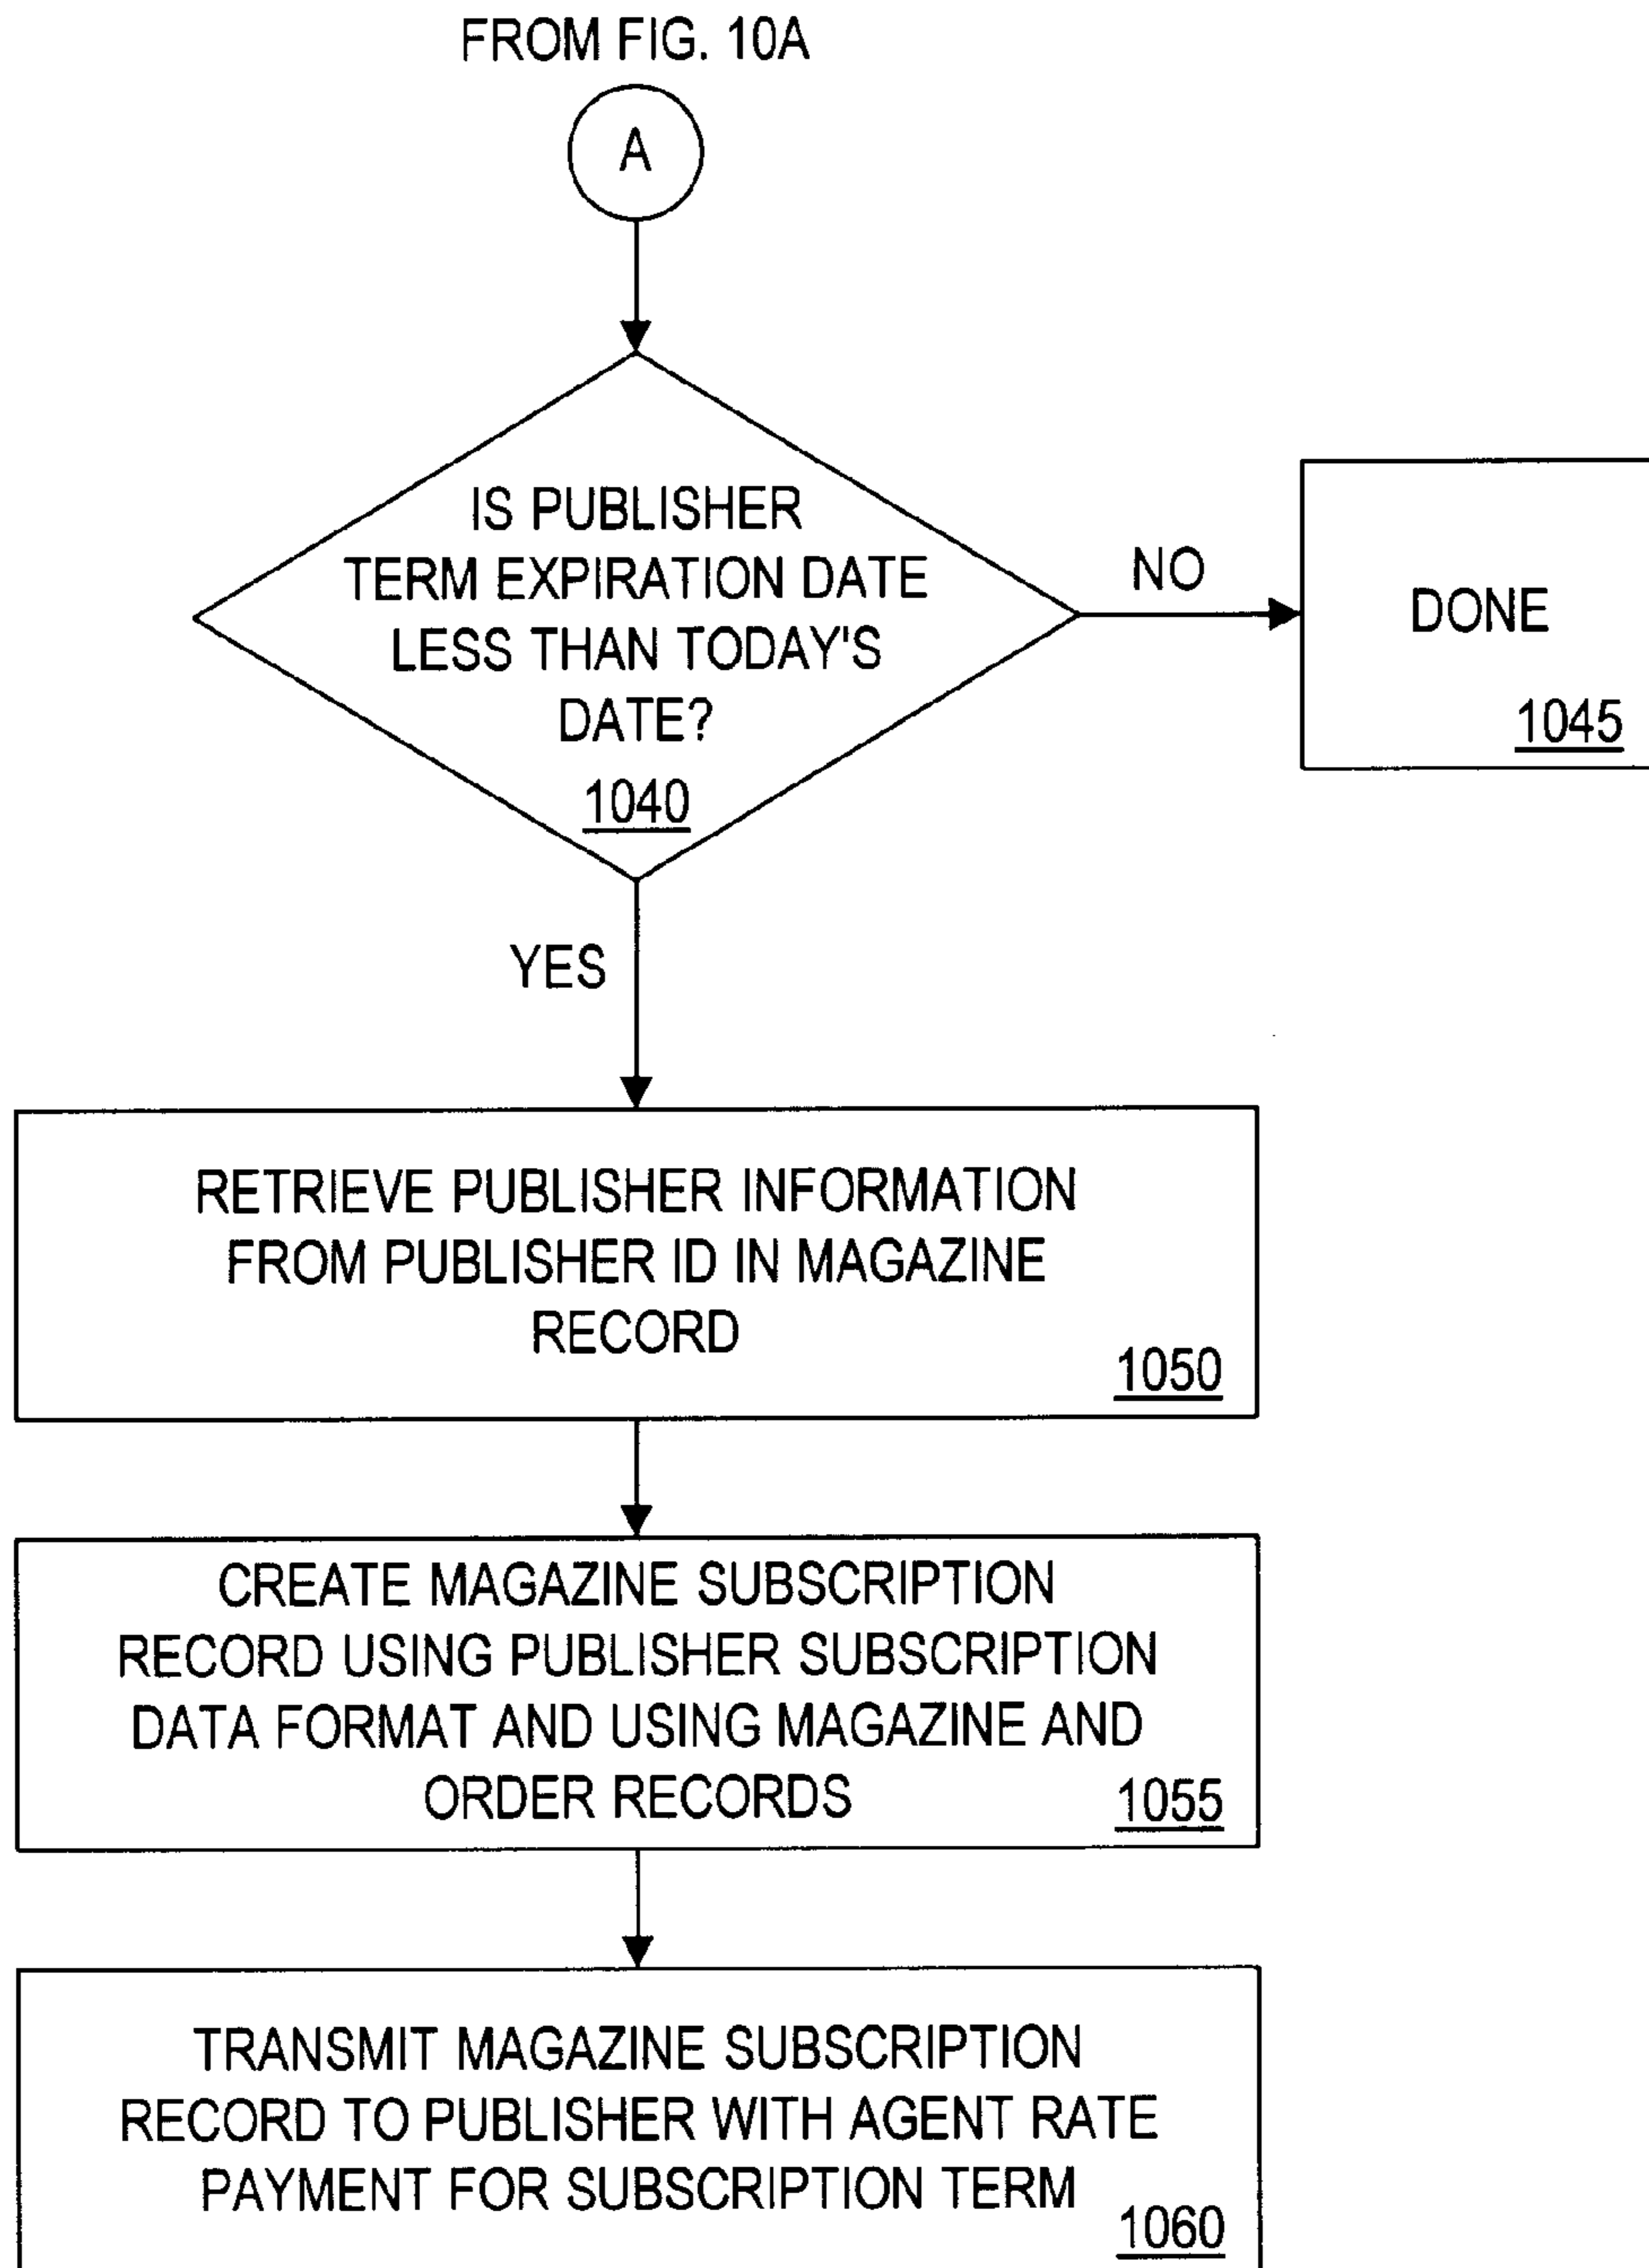 FROM FIG. 10A
A
IS PUBLISHER
TERM EXPIRATION DATE
LESS THAN TODAY'S
DATE?
1040
NO
DONE
1045
YES
RETRIEVE PUBLISHER INFORMATION
FROM PUBLISHER ID IN MAGAZINE
RECORD
1050
CREATE MAGAZINE SUBSCRIPTION
RECORD USING PUBLISHER SUBSCRIPTION
DATA FORMAT AND USING MAGAZINE AND
ORDER RECORDS
1055
TRANSMIT MAGAZINE SUBSCRIPTION
RECORD TO PUBLISHER WITH AGENT RATE
PAYMENT FOR SUBSCRIPTION TERM
1060